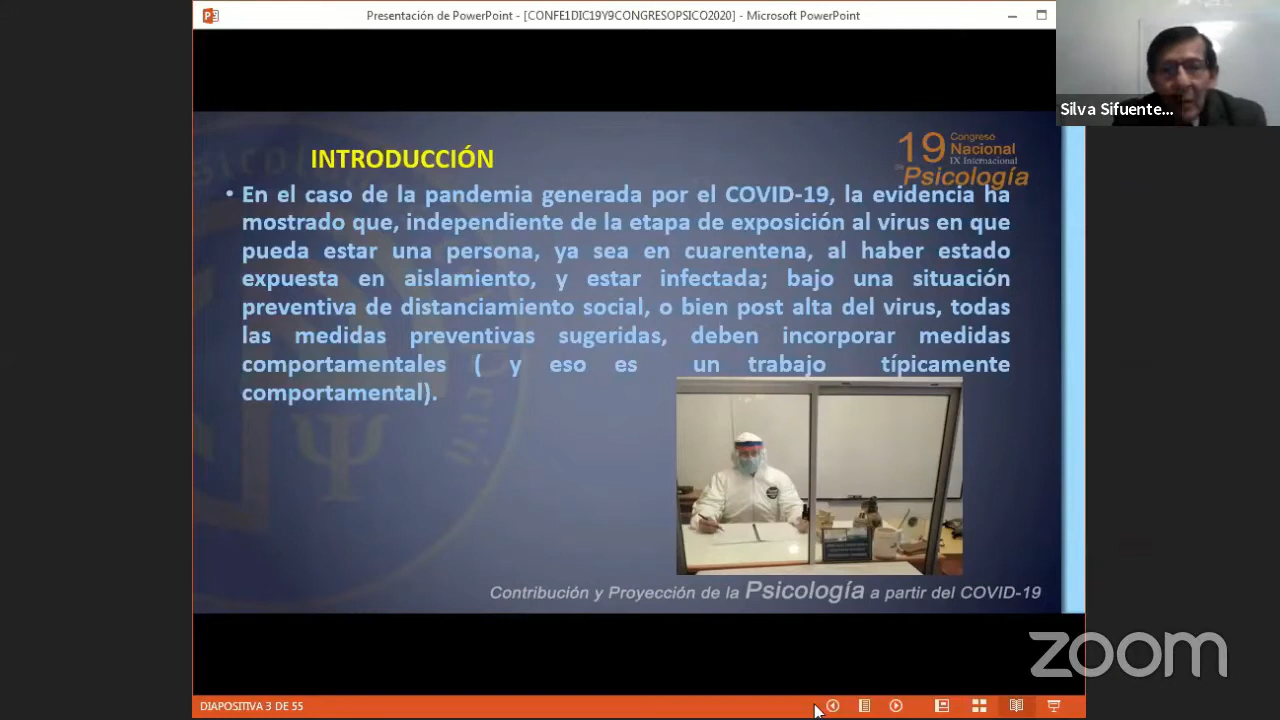 Presentación de PowerPoint - [CONFE1DIC19Y9CONGRESOPSICO2020] - Microsoft PowerPoint
Silva Sifuente...
19 Congreso
Nacional
IX Internacional
de Psicología
INTRODUCCIÓN
• En el caso de la pandemia generada por el COVID-19, la evidencia ha
mostrado que, independiente de la etapa de exposición al virus en que
pueda estar una persona, ya sea en cuarentena, al haber estado
expuesta en aislamiento, y estar infectada; bajo una situación
preventiva de distanciamiento social, o bien post alta del virus, todas
las medidas preventivas sugeridas, deben incorporar medidas
comportamentales ( y eso es un trabajo típicamente
comportamental).
Contribución y Proyección de la Psicología a partir del COVID-19
zoom
DIAPOSITIVA 3 DE 55